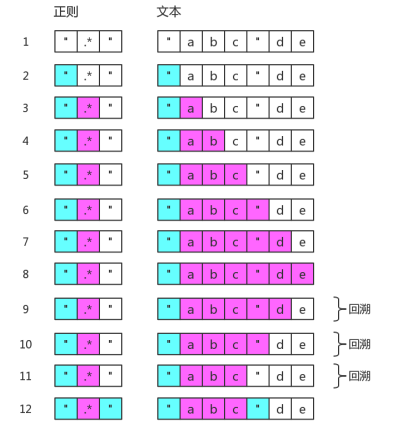 正则 文本
1 " .* " " a b c " d e
2 " .* " " a b c " d e
3 " .* " " a b c " d e
4 " .* " " a b c " d e
5 " .* " " a b c " d e
6 " .* " " a b c " d e
7 " .* " " a b c " d e
8 " .* " " a b c " d e
9 " .* " " a b c " d e 回溯
10 " .* " " a b c " d e 回溯
11 " .* " " a b c " d e 回溯
12 " .* " " a b c " d e